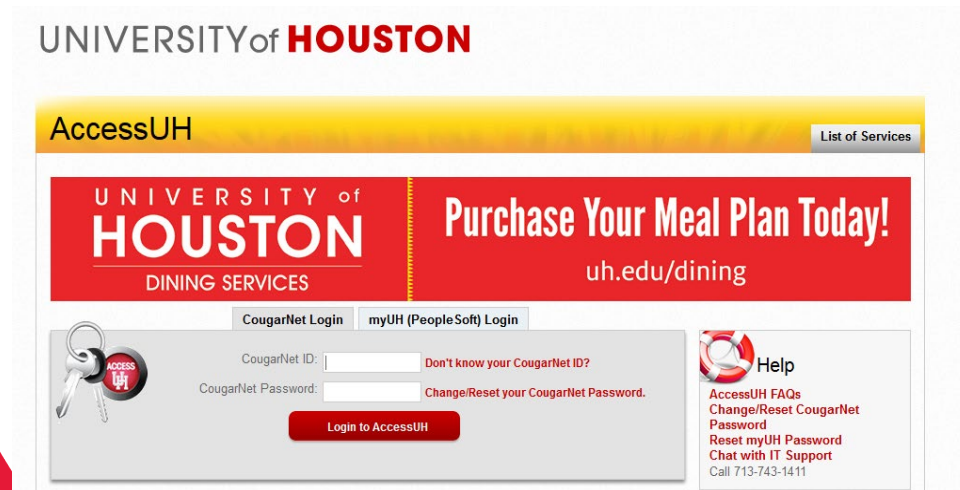 UNIVERSITYof HOUSTON
AccessUH
List of Services
UNIVERSITY of
HOUSTON
DINING SERVICES
Purchase Your Meal Plan Today!
uh.edu/dining
CougarNet Login
myUH (PeopleSoft) Login
ACCESS
UH
CougarNet ID:
Don't know your CougarNet ID?
CougarNet Password:
Change/Reset your CougarNet Password.
Login to AccessUH
Help
AccessUH FAQs
Change/Reset CougarNet
Password
Reset myUH Password
Chat with IT Support
Call 713-743-1411